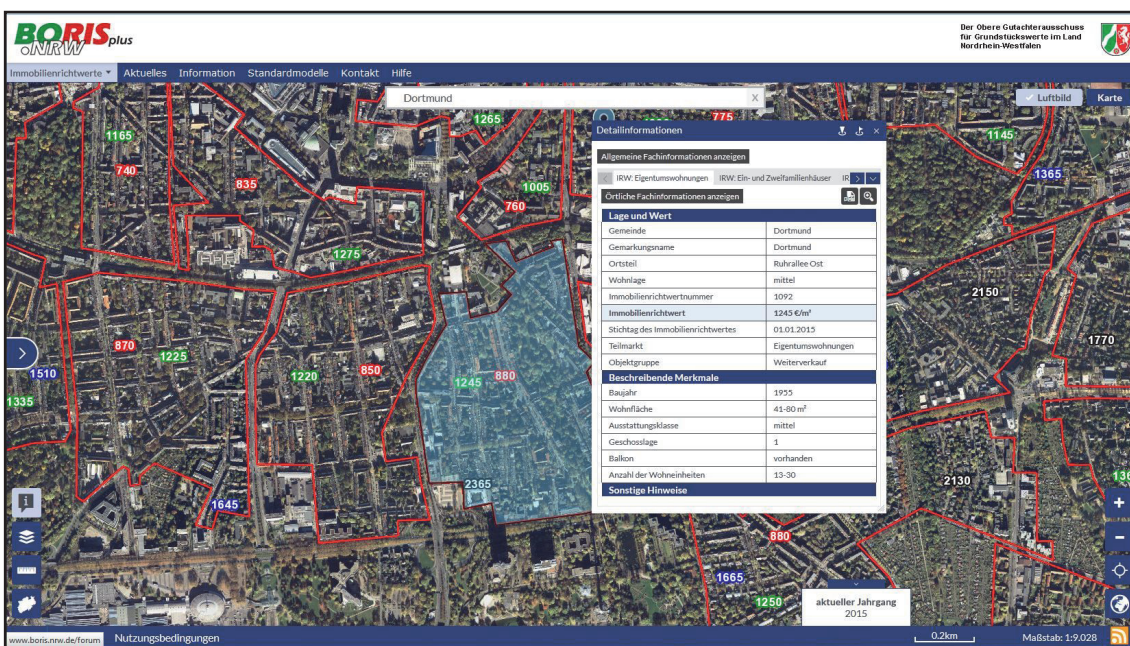 BORISplus
.NRW
Der Obere Gutachterausschuss
für Grundstückswerte im Land
Nordrhein-Westfalen
Immobilienrichtwerte Aktuelles Information Standardmodelle Kontakt Hilfe
Dortmund X
Luftbild Karte
Detailinformationen ×
Allgemeine Fachinformationen anzeigen
IRW: Eigentumswohnungen IRW: Ein- und Zweifamilienhäuser
Örtliche Fachinformationen anzeigen
Lage und Wert
Gemeinde Dortmund
Gemarkungsname Dortmund
Ortsteil Ruhrallee Ost
Wohnlage mittel
Immobilienrichtwertnummer 1092
Immobilienrichtwert 1245 €/m²
Stichtag des Immobilienrichtwertes 01.01.2015
Teilmarkt Eigentumswohnungen
Objektgruppe Weiterverkauf
Beschreibende Merkmale
Baujahr 1955
Wohnfläche 41-80 m²
Ausstattungsklasse mittel
Geschosslage 1
Balkon vorhanden
Anzahl der Wohneinheiten 13-30
Sonstige Hinweise
1265
775
1165
1145
740
835
1005
1365
760
1275
2150
870
1225
1770
1510
1220
850
1245
880
1335
2365
2130
1645
880
1665
1250
aktueller Jahrgang
2015
www.boris.nrw.de/forum Nutzungsbedingungen
0.2km
Maßstab: 1:9.028